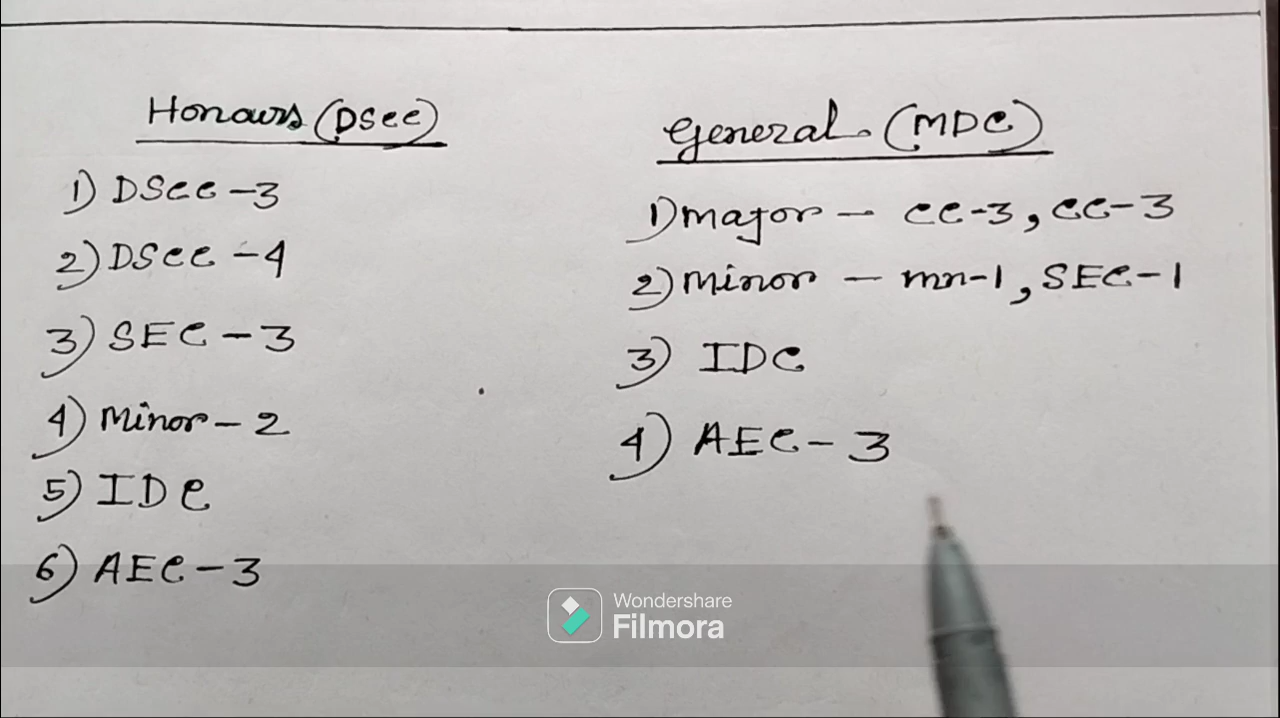 Honours (DSCC)
1) DSCC - 3
2) DSCC - 4
3) SEC - 3
4) Minor - 2
5) IDC
6) AEC - 3
General (MDC)
1) major - CC-3, CC-3
2) Minor - mn-1, SEC-1
3) IDC
4) AEC - 3
Wondershare
Filmora